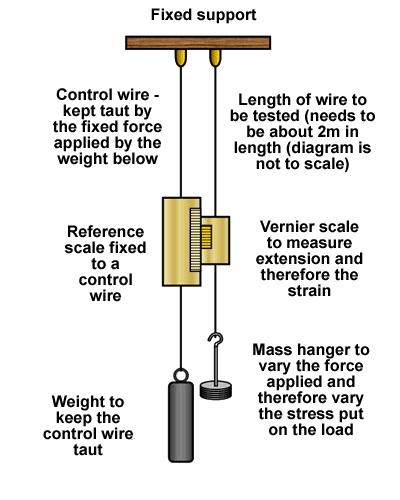 Fixed support
Control wire -
kept taut by
the fixed force
applied by the
weight below
Length of wire to
be tested (needs to
be about 2m in
length (diagram is
not to scale)
Reference
scale fixed
to a
control
wire
Vernier scale
to measure
extension and
therefore the
strain
Mass hanger to
vary the force
applied and
therefore vary
the stress put
on the load
Weight to
keep the
control wire
taut